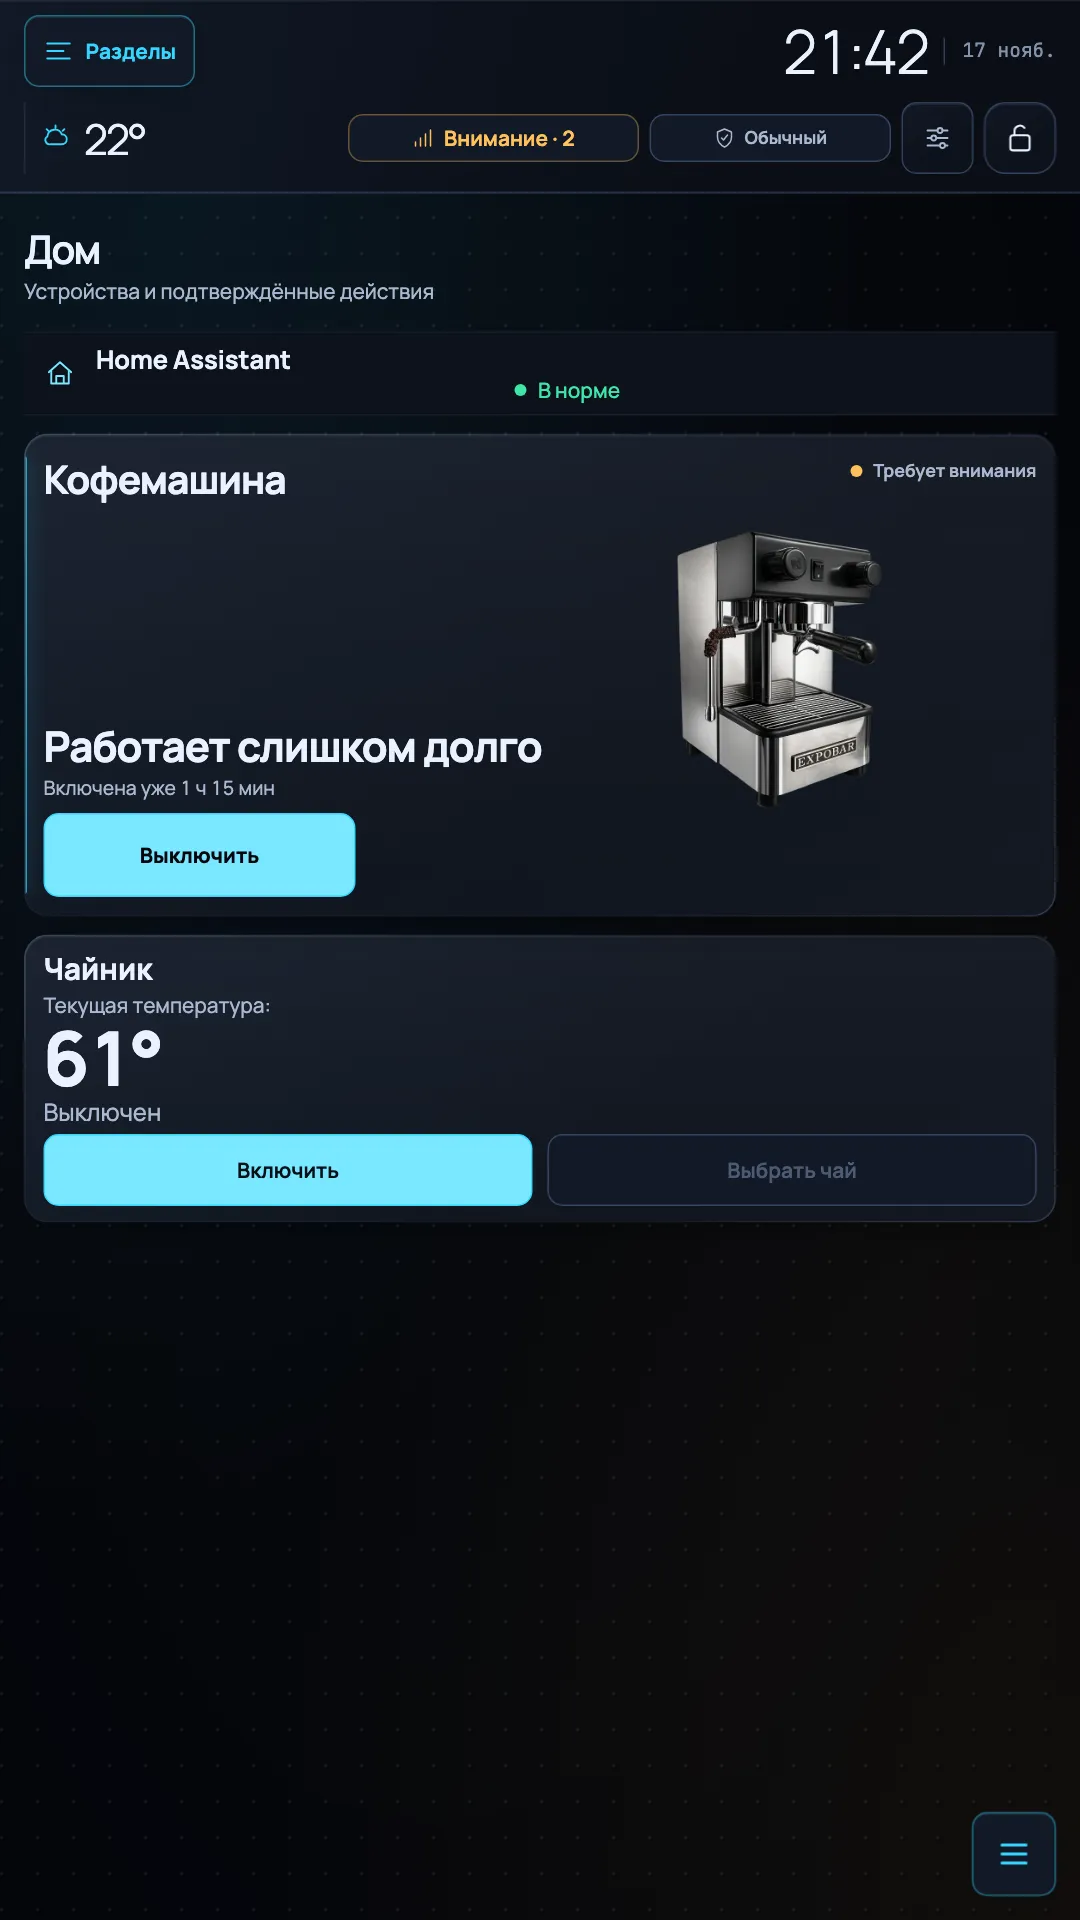 Разделы
21:42
17 нояб.
22°
Внимание · 2
Обычный
Дом
Устройства и подтверждённые действия
Home Assistant
В норме
Кофемашина
Требует внимания
EXPOBAR
Работает слишком долго
Включена уже 1 ч 15 мин
Выключить
Чайник
Текущая температура:
61°
Выключен
Включить
Выбрать чай